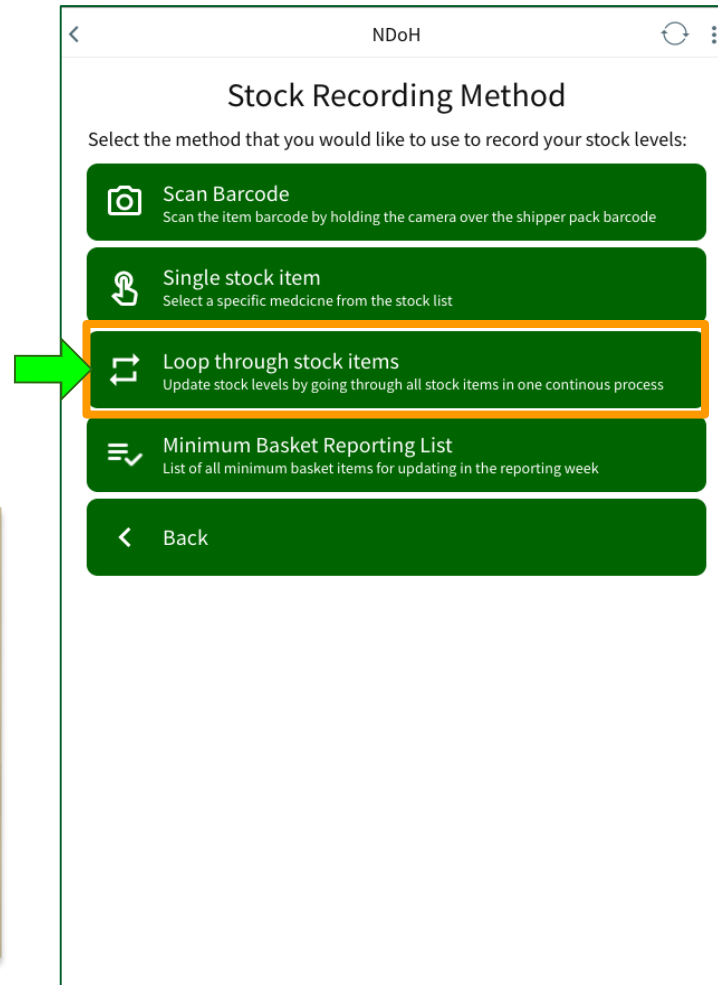 NDoH
Stock Recording Method
Select the method that you would like to use to record your stock levels:
Scan Barcode
Scan the item barcode by holding the camera over the shipper pack barcode
Single stock item
Select a specific medcicne from the stock list
Loop through stock items
Update stock levels by going through all stock items in one continous process
Minimum Basket Reporting List
List of all minimum basket items for updating in the reporting week
Back